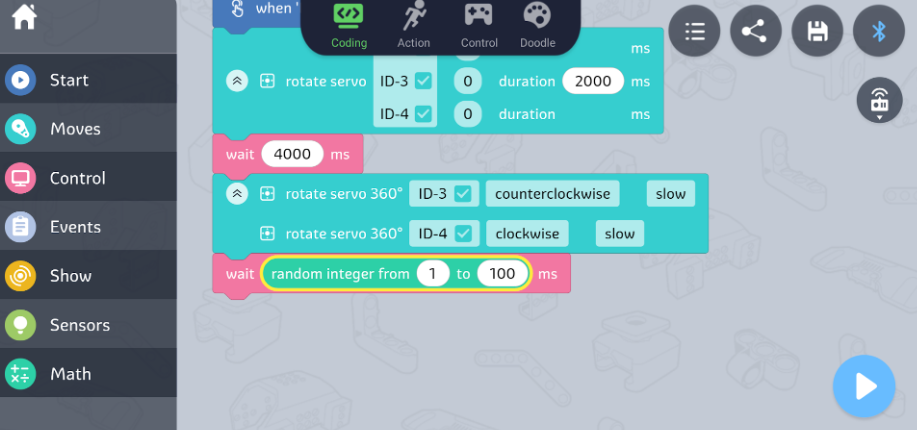 when '
Coding
Action
Control
Doodle
ms
rotate servo ID-3 0 duration 2000 ms
ID-4 0 duration ms
wait 4000 ms
rotate servo 360° ID-3 counterclockwise slow
rotate servo 360° ID-4 clockwise slow
wait random integer from 1 to 100 ms
Start
Moves
Control
Events
Show
Sensors
Math